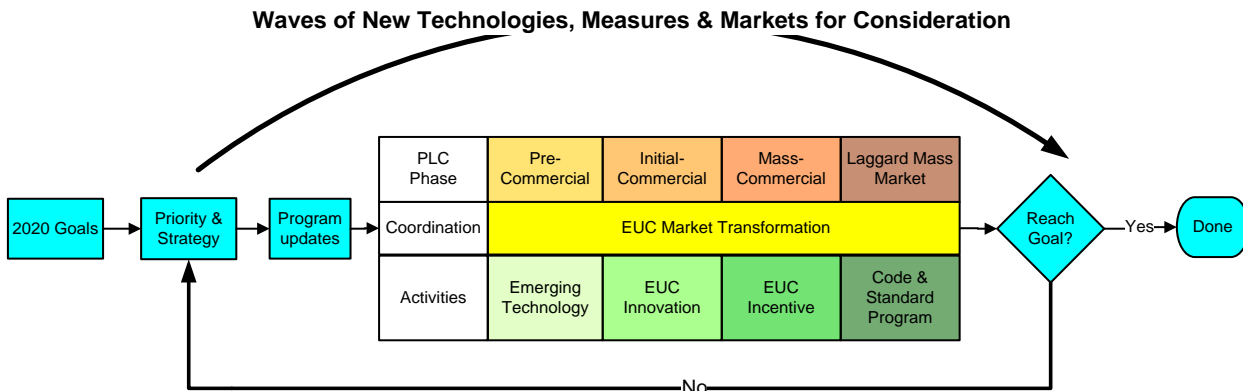 Waves of New Technologies, Measures & Markets for Consideration
2020 Goals
Priority &
Strategy
Program
updates
PLC
Phase
Pre-
Commercial
Initial-
Commercial
Mass-
Commercial
Laggard Mass
Market
Coordination
EUC Market Transformation
Activities
Emerging
Technology
EUC
Innovation
EUC
Incentive
Code &
Standard
Program
Reach
Goal?
Yes
Done
No